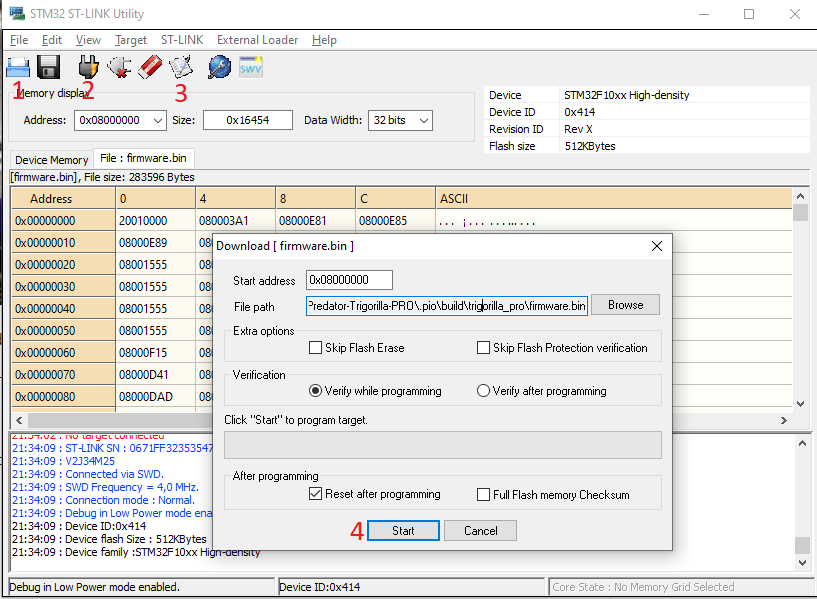 STM32 ST-LINK Utility
File Edit View Target ST-LINK External Loader Help
SWV
1 2 3
Memory display
Address: 0x08000000 Size: 0x16454 Data Width: 32 bits
Device STM32F10xx High-density
Device ID 0x414
Revision ID Rev X
Flash size 512KBytes
Device Memory File : firmware.bin
[firmware.bin], File size: 283596 Bytes
Address 0 4 8 C ASCII
0x00000000 20010000 080003A1 08000E81 08000E85 ... ¡... ........
0x00000010 08000E89
0x00000020 08001555
0x00000030 08001555
0x00000040 08001555
0x00000050 08001555
0x00000060 08000F15
0x00000070 08000D41
0x00000080 08000DAD
Download [ firmware.bin ]
Start address 0x08000000
File path Predator-Trigorilla-PRO\.pio\build\trigorilla_pro\firmware.bin Browse
Extra options
Skip Flash Erase Skip Flash Protection verification
Verification
Verify while programming Verify after programming
Click "Start" to program target.
After programming
Reset after programming Full Flash memory Checksum
4 Start Cancel
21:34:02 : No target connected
21:34:09 : ST-LINK SN : 0671FF32353547
21:34:09 : V2J34M25
21:34:09 : Connected via SWD.
21:34:09 : SWD Frequency = 4,0 MHz.
21:34:09 : Connection mode : Normal.
21:34:09 : Debug in Low Power mode ena
21:34:09 : Device ID:0x414
21:34:09 : Device flash Size : 512KBytes
21:34:09 : Device family :STM32F10xx High-density
Debug in Low Power mode enabled. Device ID:0x414 Core State : No Memory Grid Selected